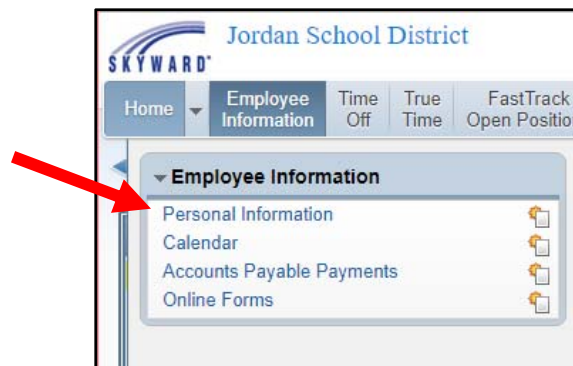 Jordan School District
SKYWARD
Home
Employee Information
Time Off
True Time
FastTrack Open Positio
Employee Information
Personal Information
Calendar
Accounts Payable Payments
Online Forms